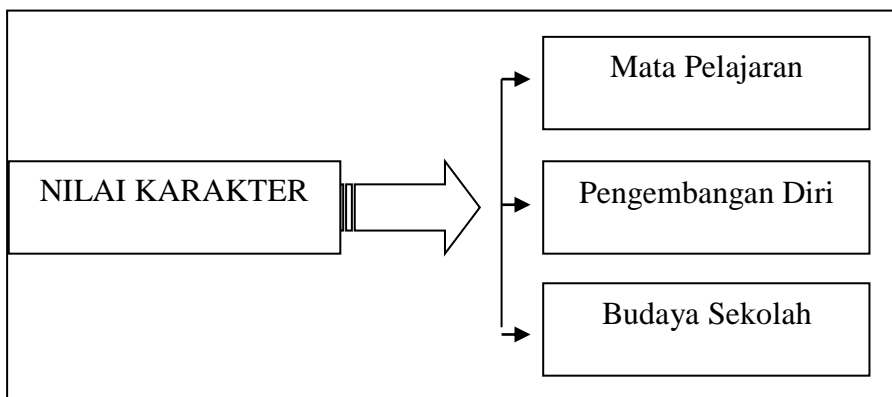 Mata Pelajaran
NILAI KARAKTER
Pengembangan Diri
Budaya Sekolah